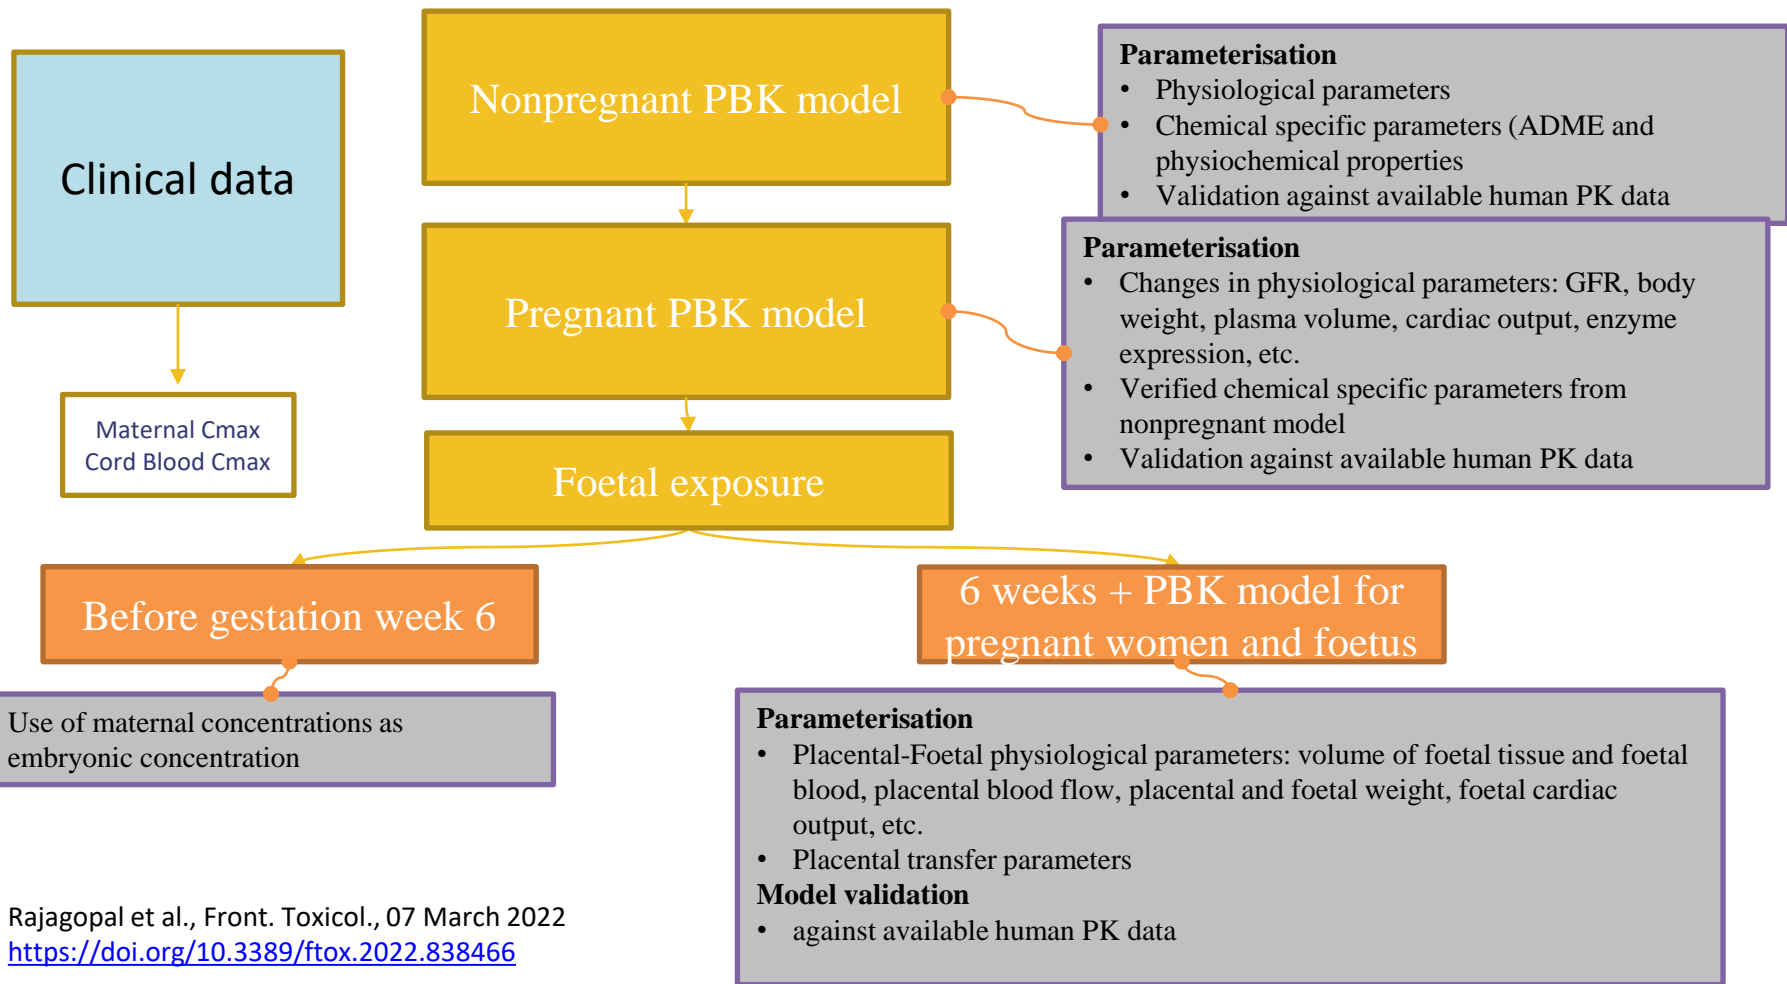 Clinical data
Maternal Cmax
Cord Blood Cmax
Nonpregnant PBK model
Parameterisation
• Physiological parameters
• Chemical specific parameters (ADME and
physiochemical properties
• Validation against available human PK data
Pregnant PBK model
Parameterisation
• Changes in physiological parameters: GFR, body
weight, plasma volume, cardiac output, enzyme
expression, etc.
• Verified chemical specific parameters from
nonpregnant model
• Validation against available human PK data
Foetal exposure
Before gestation week 6
Use of maternal concentrations as
embryonic concentration
6 weeks + PBK model for
pregnant women and foetus
Parameterisation
• Placental-Foetal physiological parameters: volume of foetal tissue and foetal
blood, placental blood flow, placental and foetal weight, foetal cardiac
output, etc.
• Placental transfer parameters
Model validation
• against available human PK data
Rajagopal et al., Front. Toxicol., 07 March 2022
https://doi.org/10.3389/ftox.2022.838466